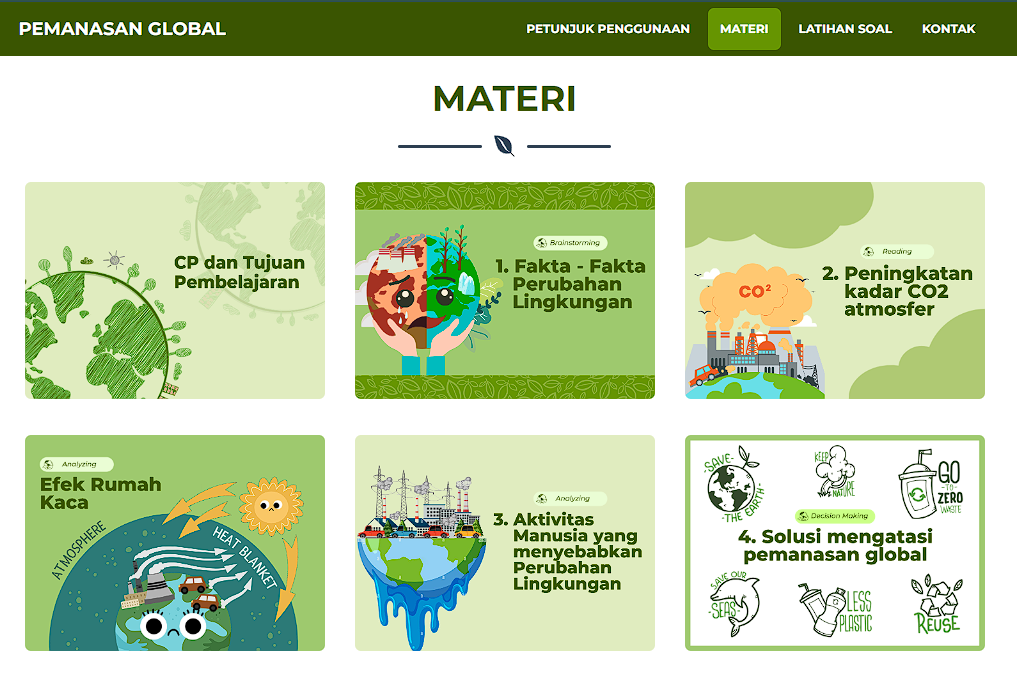 PEMANASAN GLOBAL
PETUNJUK PENGGUNAAN
MATERI
LATIHAN SOAL
KONTAK
MATERI
CP dan Tujuan
Pembelajaran
Brainstorming
1. Fakta - Fakta
Perubahan
Lingkungan
Reading
2. Peningkatan
kadar CO2
atmosfer
CO²
Analyzing
Efek Rumah
Kaca
ATMOSPHERE
HEAT BLANKET
Analyzing
3. Aktivitas
Manusia yang
menyebabkan
Perubahan
Lingkungan
SAVE
THE EARTH
KEEP
NATURE
GO
TO
ZERO
WASTE
Decision Making
4. Solusi mengatasi
pemanasan global
SAVE OUR
SEAS
LESS
PLASTIC
REUSE